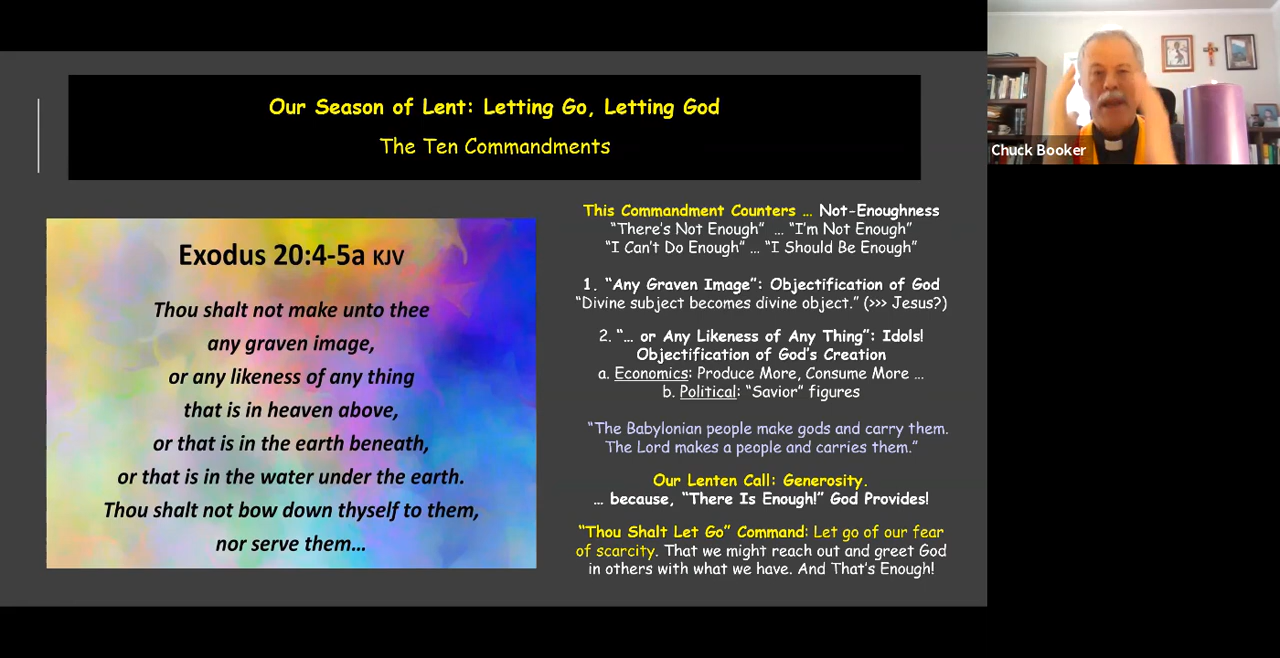 Our Season of Lent: Letting Go, Letting God
The Ten Commandments
Exodus 20:4-5a KJV
Thou shalt not make unto thee
any graven image,
or any likeness of any thing
that is in heaven above,
or that is in the earth beneath,
or that is in the water under the earth.
Thou shalt not bow down thyself to them,
nor serve them...
This Commandment Counters ... Not-Enoughness
"There's Not Enough" ... "I'm Not Enough"
"I Can't Do Enough" ... "I Should Be Enough"
1. "Any Graven Image": Objectification of God
"Divine subject becomes divine object." (>>> Jesus?)
2. "... or Any Likeness of Any Thing": Idols!
Objectification of God's Creation
a. Economics: Produce More, Consume More ...
b. Political: "Savior" figures
"The Babylonian people make gods and carry them.
The Lord makes a people and carries them."
Our Lenten Call: Generosity.
... because, "There Is Enough!" God Provides!
"Thou Shalt Let Go" Command: Let go of our fear
of scarcity. That we might reach out and greet God
in others with what we have. And That's Enough!
Chuck Booker